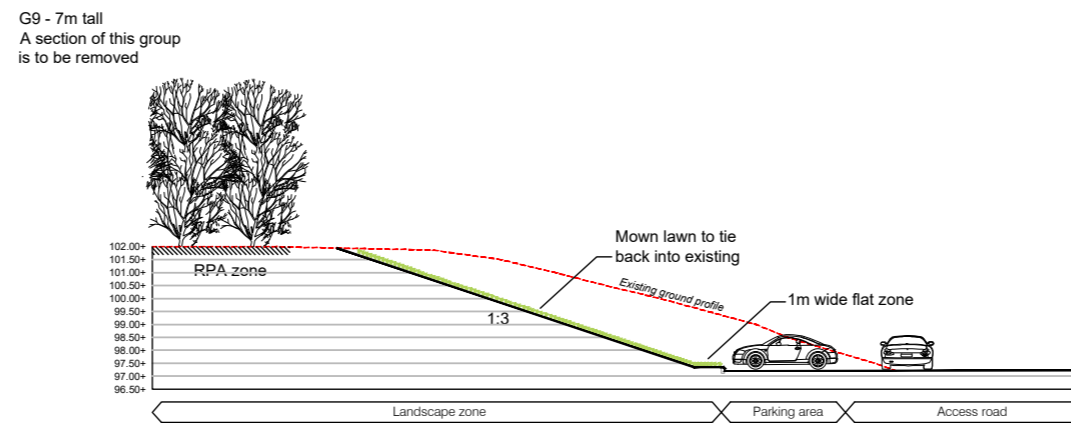 G9 - 7m tall
A section of this group
is to be removed
102.00+
101.50+
101.00+
100.50+
100.00+
99.50+
99.00+
98.50+
98.00+
97.50+
97.00+
96.50+
RPA zone
1:3
Mown lawn to tie
back into existing
Existing ground profile
1m wide flat zone
Landscape zone
Parking area
Access road